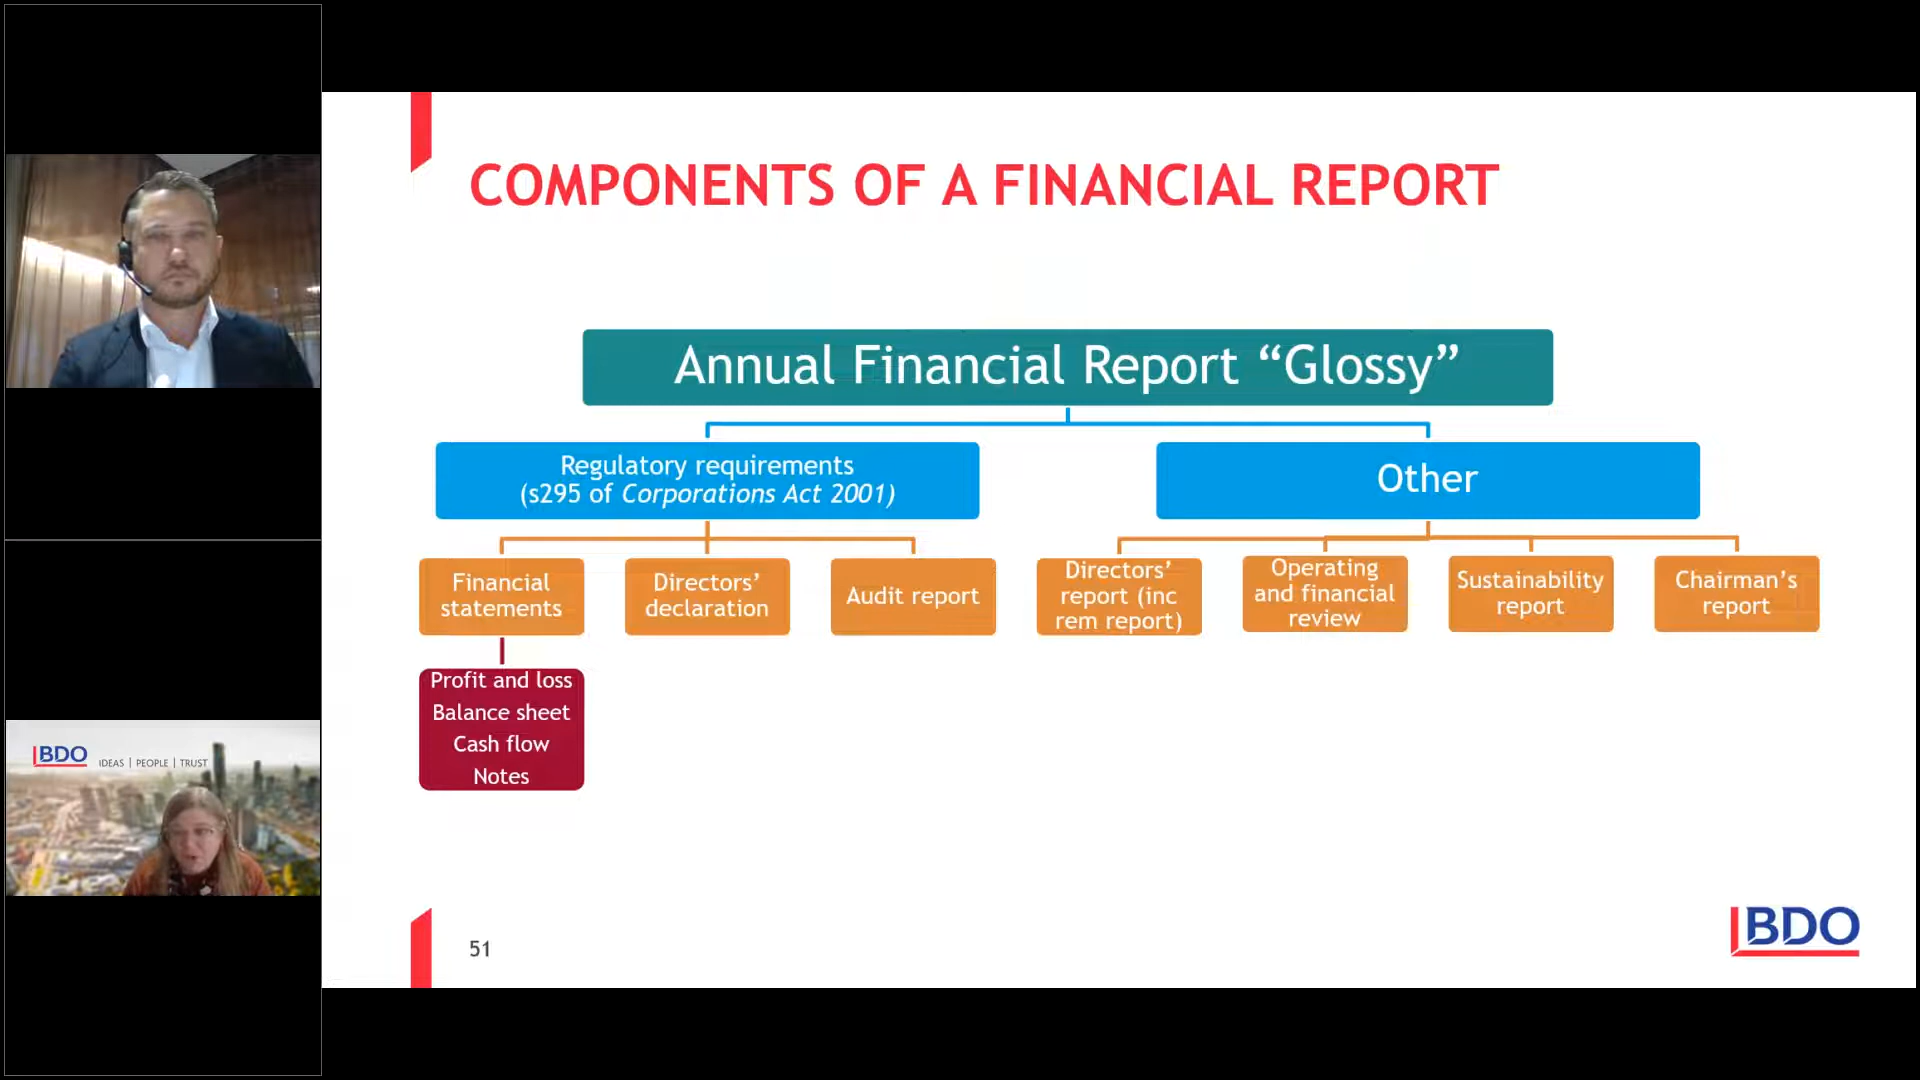 COMPONENTS OF A FINANCIAL REPORT
Annual Financial Report “Glossy”
Regulatory requirements
(s295 of Corporations Act 2001)
Other
Financial
statements
Directors’
declaration
Audit report
Directors’
report (inc
rem report)
Operating
and financial
review
Sustainability
report
Chairman’s
report
Profit and loss
Balance sheet
Cash flow
Notes
BDO
IDEAS | PEOPLE | TRUST
51
BDO